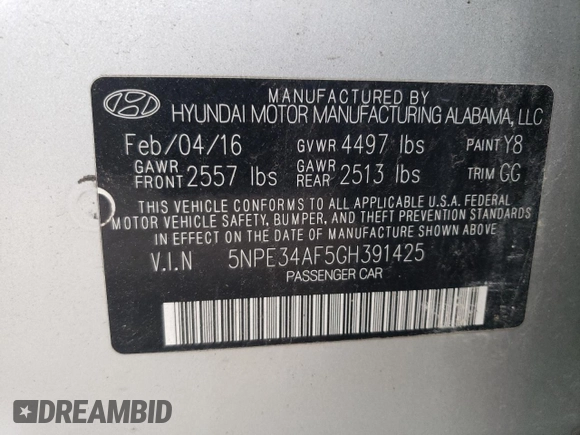 MANUFACTURED BY
HYUNDAI MOTOR MANUFACTURING ALABAMA, LLC
Feb/04/16 GVWR 4497 lbs PAINT Y8
GAWR FRONT 2557 lbs GAWR REAR 2513 lbs TRIM GG
THIS VEHICLE CONFORMS TO ALL APPLICABLE U.S.A. FEDERAL
MOTOR VEHICLE SAFETY, BUMPER, AND THEFT PREVENTION STANDARDS
IN EFFECT ON THE DATE OF MANUFACTURE SHOWN ABOVE.
V.I.N 5NPE34AF5GH391425
PASSENGER CAR
DREAMBID